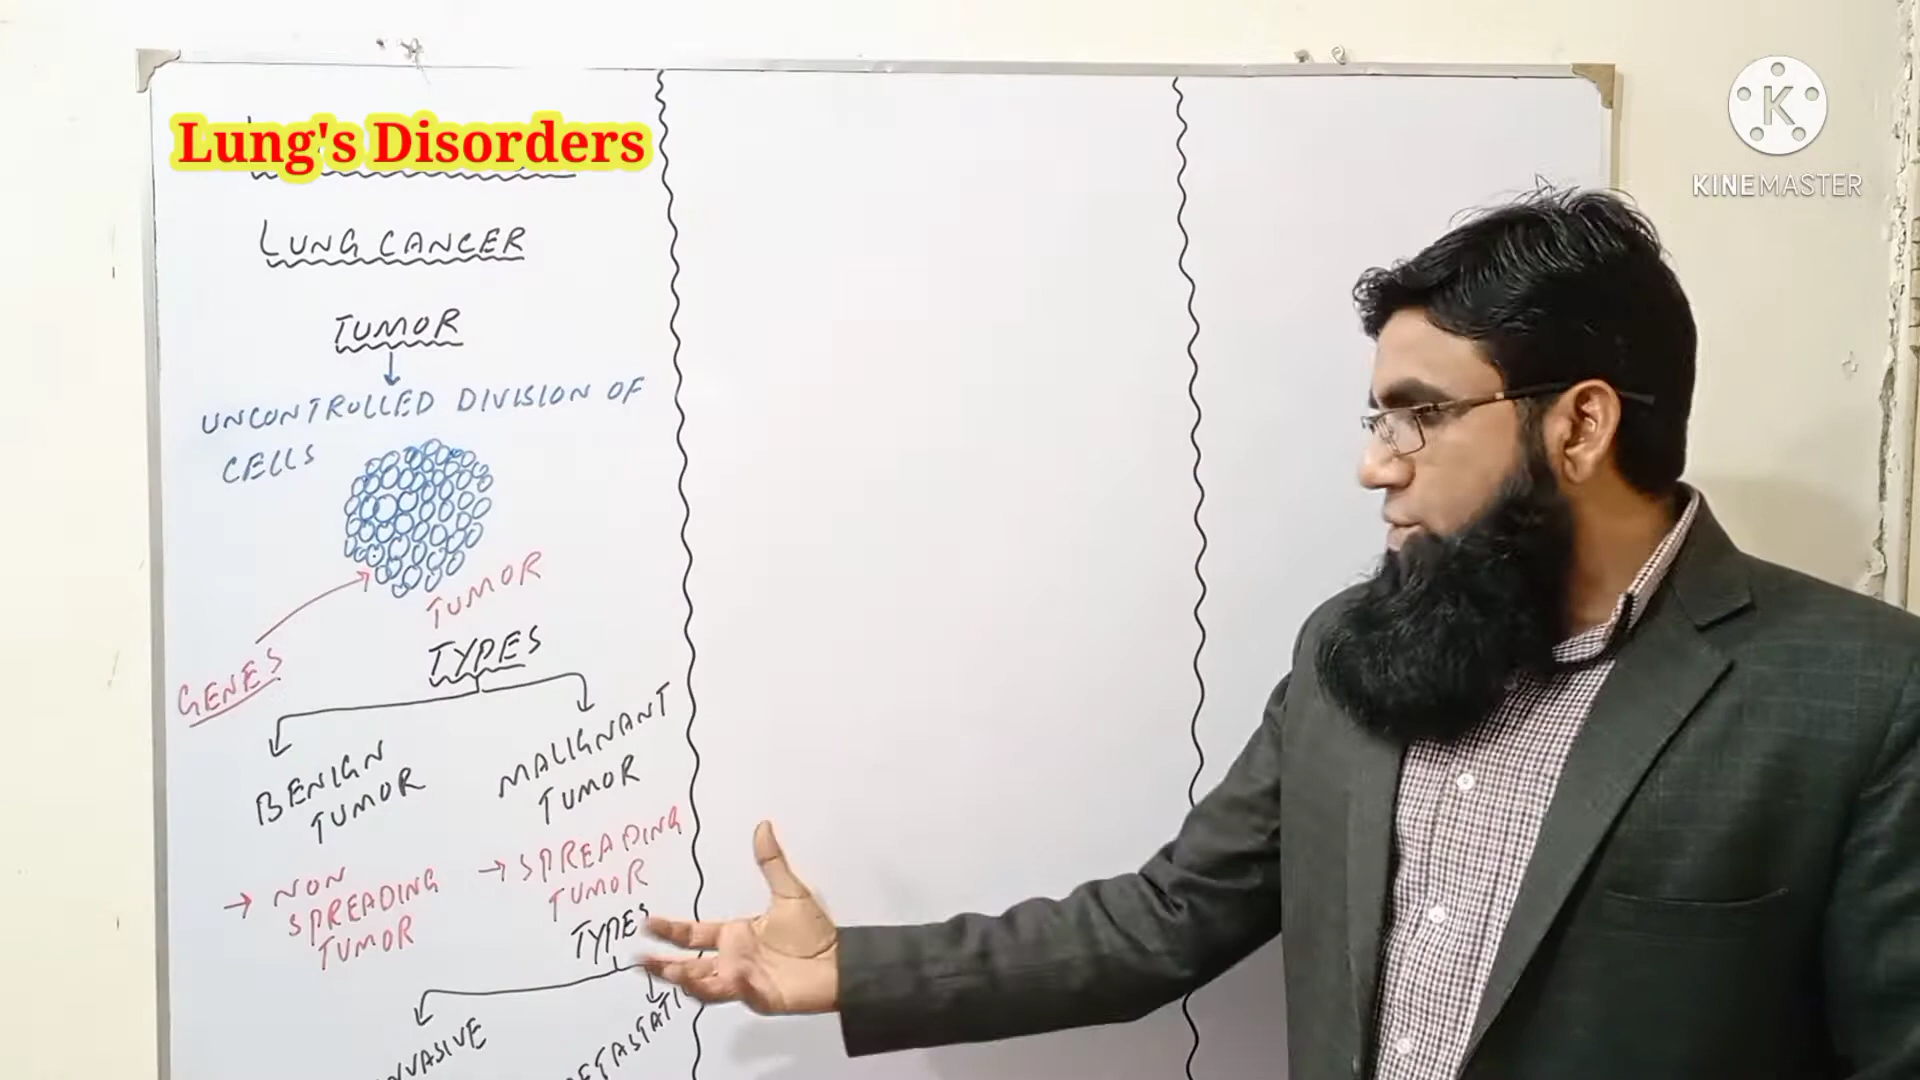 Lung's Disorders
KINEMASTER
LUNG CANCER
TUMOR
UNCONTROLLED DIVISION OF
CELLS
TUMOR
GENES
TYPES
BENIGN
TUMOR
MALIGNANT
TUMOR
→ NON
SPREADING
TUMOR
→ SPREADING
TUMOR
TYPES